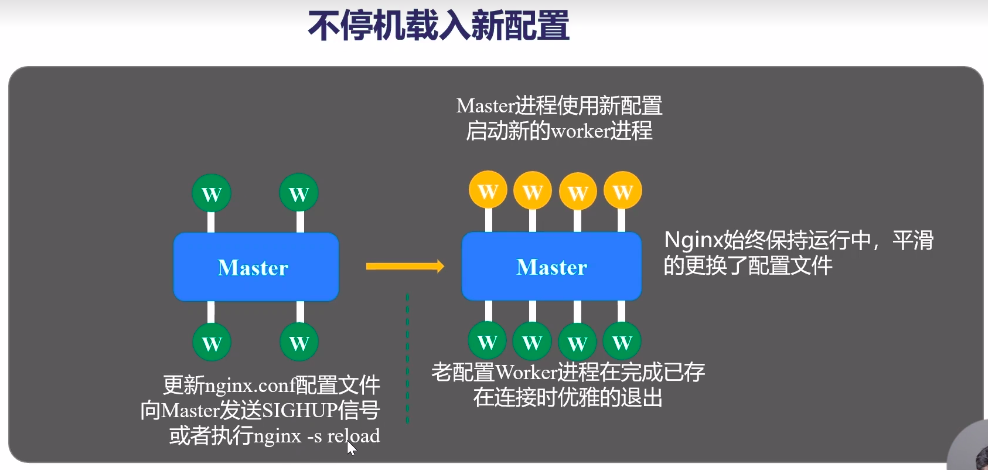 不停机载入新配置
Master进程使用新配置
启动新的worker进程
W
W
W
W
W
W
Master
Master
Nginx始终保持运行中，平滑
的更换了配置文件
W
W
W
W
W
W
更新nginx.conf配置文件
向Master发送SIGHUP信号
或者执行nginx -s reload
老配置Worker进程在完成已存
在连接时优雅的退出